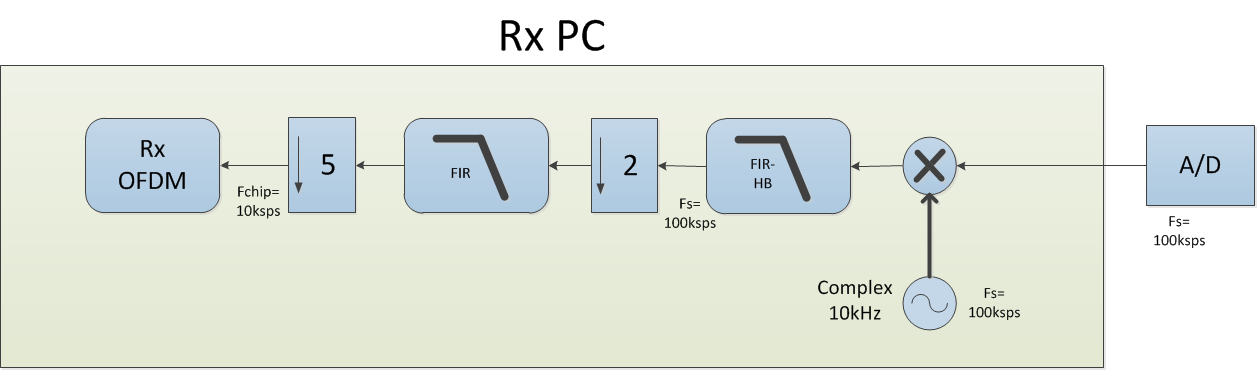 Rx PC
Rx
OFDM
Fchip=
10ksps
5
FIR
2
Fs=
100ksps
FIR-
HB
A/D
Fs=
100ksps
Complex
10kHz
Fs=
100ksps